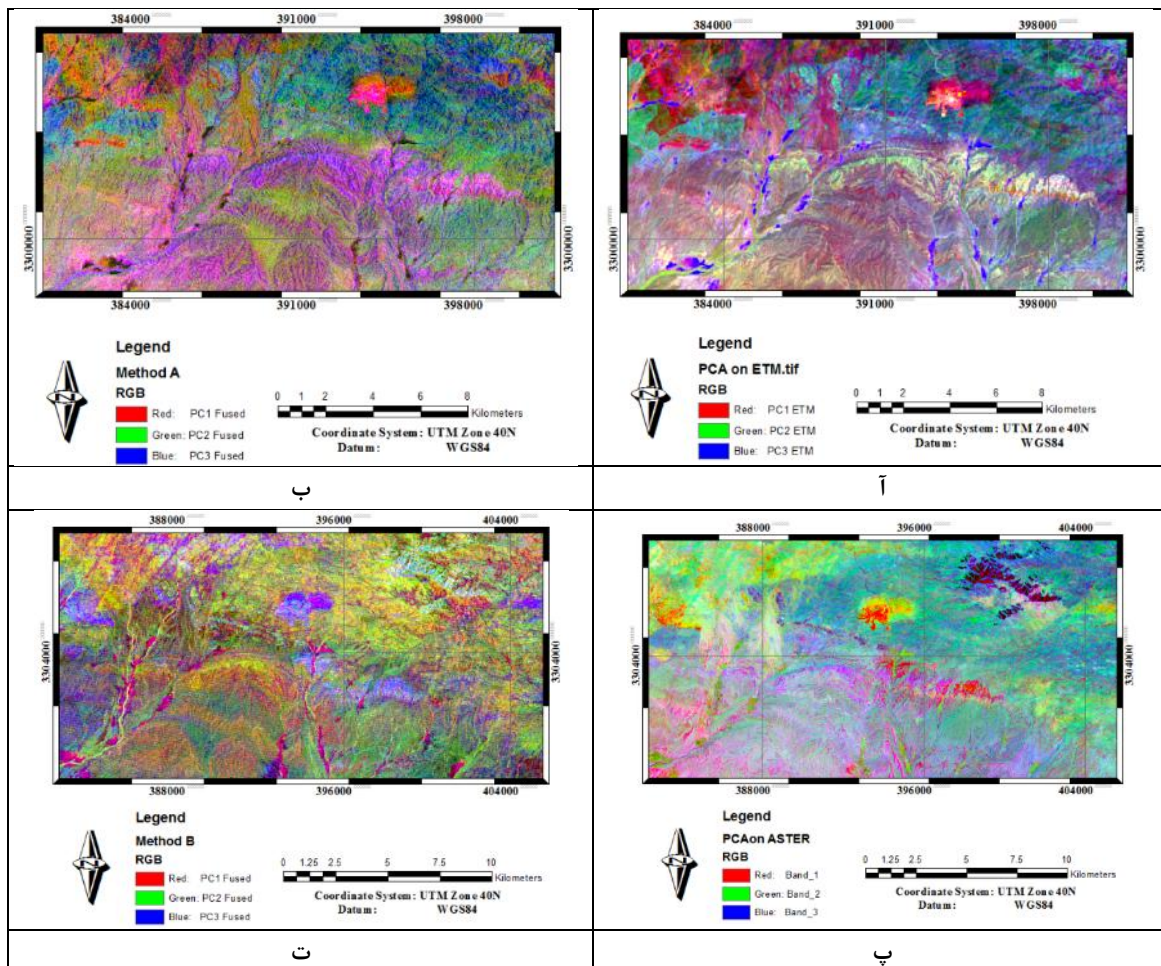 384000 391000 398000
3300000 3300000
384000 391000 398000
Legend
PCA on ETM.tif
RGB
Red: PC1 ETM
Green: PC2 ETM
Blue: PC3 ETM
N
0 1 2 4 6 8
Kilometers
Coordinate System: UTM Zone 40N
Datum: WGS84
آ
384000 391000 398000
3300000 3300000
384000 391000 398000
Legend
Method A
RGB
Red: PC1 Fused
Green: PC2 Fused
Blue: PC3 Fused
N
0 1 2 4 6 8
Kilometers
Coordinate System: UTM Zone 40N
Datum: WGS84
ب
388000 396000 404000
3304000 3304000
388000 396000 404000
Legend
PCAon ASTER
RGB
Red: Band_1
Green: Band_2
Blue: Band_3
N
0 1.25 2.5 5 7.5 10
Kilometers
Coordinate System: UTM Zone 40N
Datum: WGS84
پ
388000 396000 404000
3304000 3304000
388000 396000 404000
Legend
Method B
RGB
Red: PC1 Fused
Green: PC2 Fused
Blue: PC3 Fused
N
0 1.25 2.5 5 7.5 10
Kilometers
Coordinate System: UTM Zone 40N
Datum: WGS84
ت